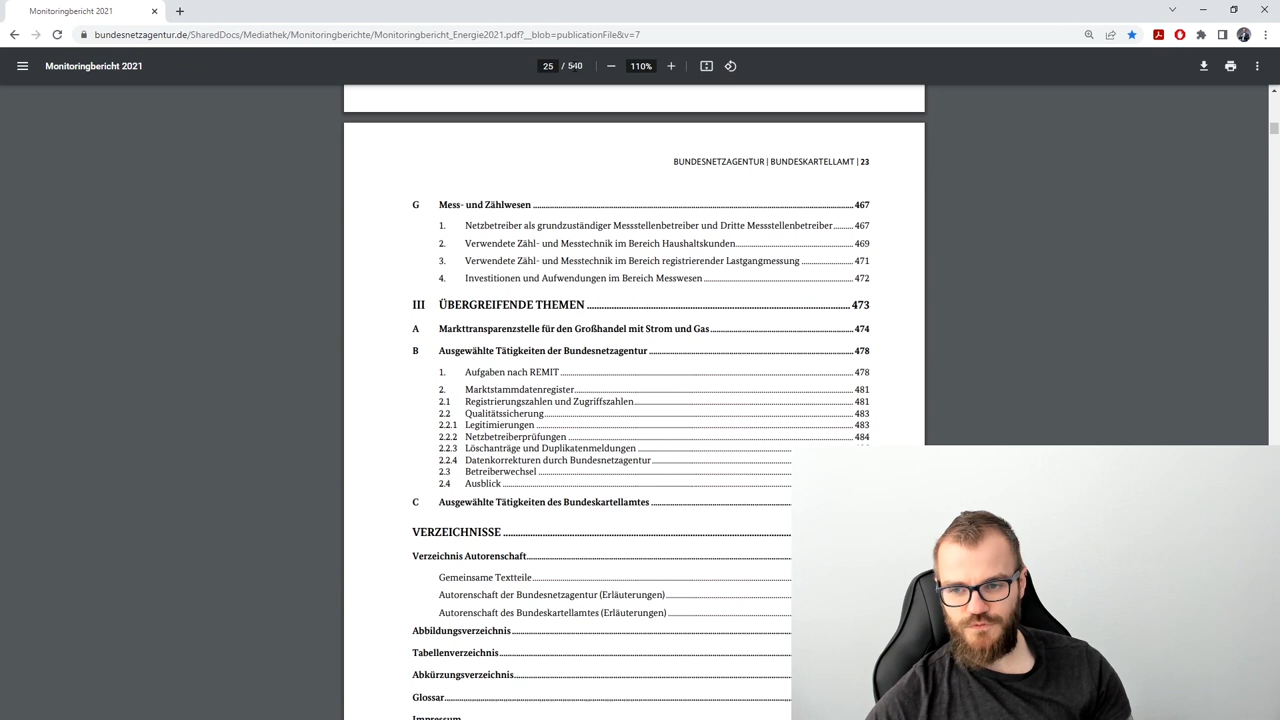 Monitoringbericht 2021
bundesnetzagentur.de/SharedDocs/Mediathek/Monitoringberichte/Monitoringbericht_Energie2021.pdf?__blob=publicationFile&v=7
Monitoringbericht 2021
25 / 540
110%
BUNDESNETZAGENTUR | BUNDESKARTELLAMT | 23
G Mess- und Zählwesen 467
1. Netzbetreiber als grundzuständiger Messstellenbetreiber und Dritte Messstellenbetreiber 467
2. Verwendete Zähl- und Messtechnik im Bereich Haushaltskunden 469
3. Verwendete Zähl- und Messtechnik im Bereich registrierender Lastgangmessung 471
4. Investitionen und Aufwendungen im Bereich Messwesen 472
III ÜBERGREIFENDE THEMEN 473
A Markttransparenzstelle für den Großhandel mit Strom und Gas 474
B Ausgewählte Tätigkeiten der Bundesnetzagentur 478
1. Aufgaben nach REMIT 478
2. Marktstammdatenregister 481
2.1 Registrierungszahlen und Zugriffszahlen 481
2.2 Qualitätssicherung 483
2.2.1 Legitimierungen 483
2.2.2 Netzbetreiberprüfungen 484
2.2.3 Löschanträge und Duplikatenmeldungen
2.2.4 Datenkorrekturen durch Bundesnetzagentur
2.3 Betreiberwechsel
2.4 Ausblick
C Ausgewählte Tätigkeiten des Bundeskartellamtes
VERZEICHNISSE
Verzeichnis Autorenschaft
Gemeinsame Textteile
Autorenschaft der Bundesnetzagentur (Erläuterungen)
Autorenschaft des Bundeskartellamtes (Erläuterungen)
Abbildungsverzeichnis
Tabellenverzeichnis
Abkürzungsverzeichnis
Glossar
Impressum